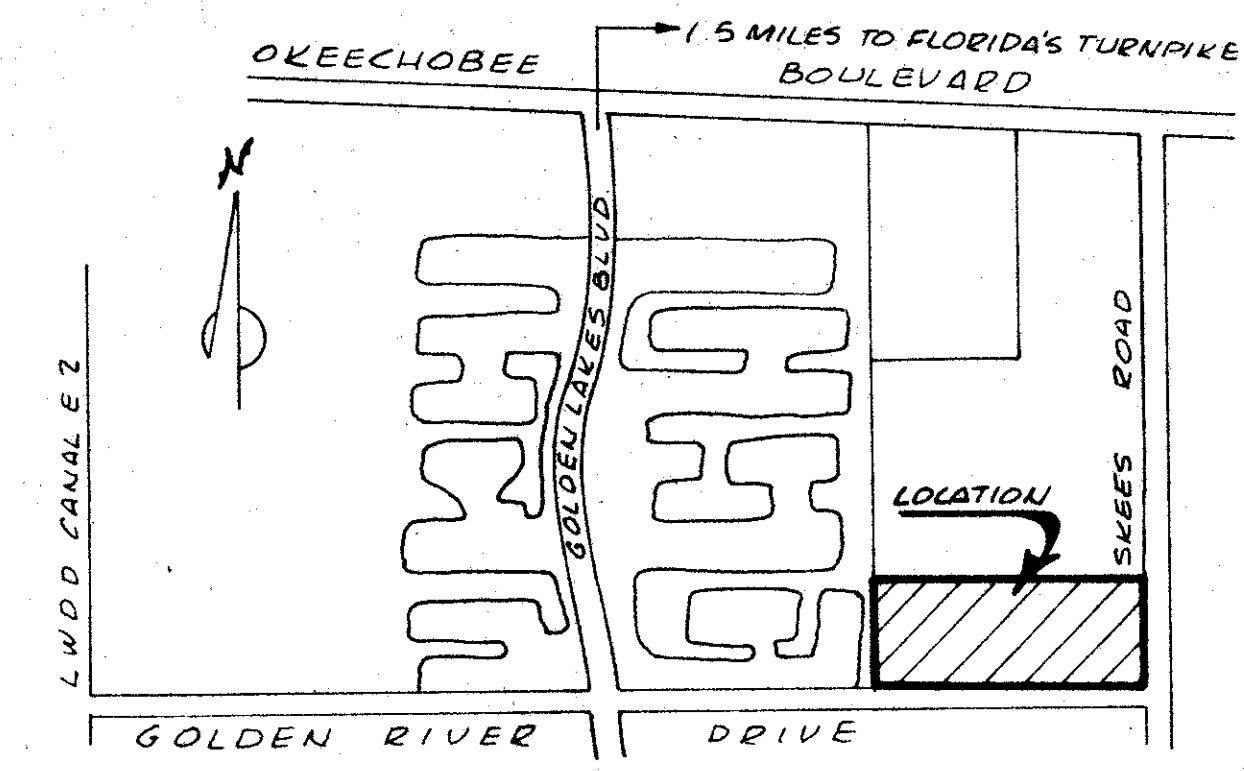 1.5 MILES TO FLORIDA'S TURNPIKE
OKEECHOBEE BOULEVARD
N
GOLDEN LAKES BLVD
LWDD CANAL E 2
SKEES ROAD
LOCATION
GOLDEN RIVER DRIVE